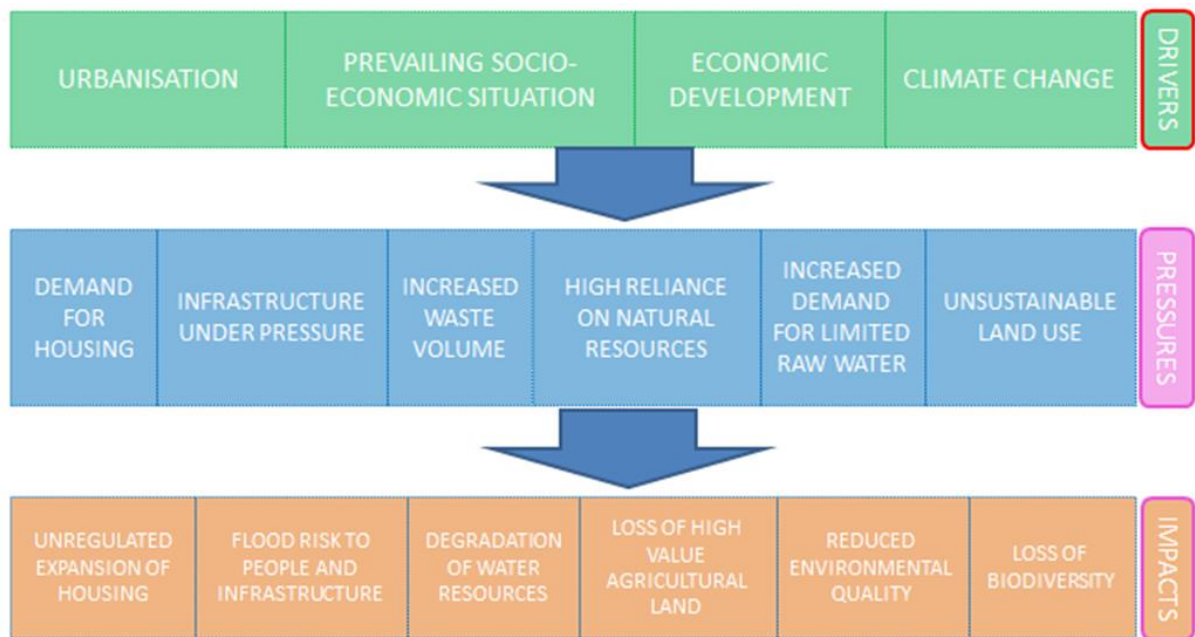 URBANISATION
PREVAILING SOCIO-
ECONOMIC SITUATION
ECONOMIC
DEVELOPMENT
CLIMATE CHANGE
DRIVERS
DEMAND
FOR
HOUSING
INFRASTRUCTURE
UNDER PRESSURE
INCREASED
WASTE
VOLUME
HIGH RELIANCE
ON NATURAL
RESOURCES
INCREASED
DEMAND
FOR LIMITED
RAW WATER
UNSUSTAINABLE
LAND USE
PRESSURES
UNREGULATED
EXPANSION OF
HOUSING
FLOOD RISK TO
PEOPLE AND
INFRASTRUCTURE
DEGRADATION
OF WATER
RESOURCES
LOSS OF HIGH
VALUE
AGRICULTURAL
LAND
REDUCED
ENVIRONMENTAL
QUALITY
LOSS OF
BIODIVERSITY
IMPACTS